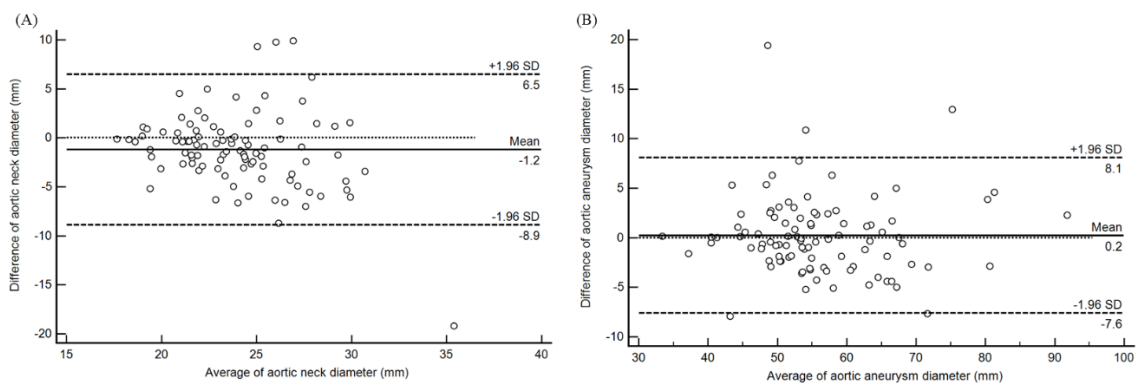 (A)
10
5
0
-5
-10
-15
-20
15
20
25
30
35
40
Difference of aortic neck diameter (mm)
Average of aortic neck diameter (mm)
+1.96 SD
6.5
Mean
-1.2
-1.96 SD
-8.9
(B)
20
15
10
5
0
-5
-10
30
40
50
60
70
80
90
100
Difference of aortic aneurysm diameter (mm)
Average of aortic aneurysm diameter (mm)
+1.96 SD
8.1
Mean
0.2
-1.96 SD
-7.6